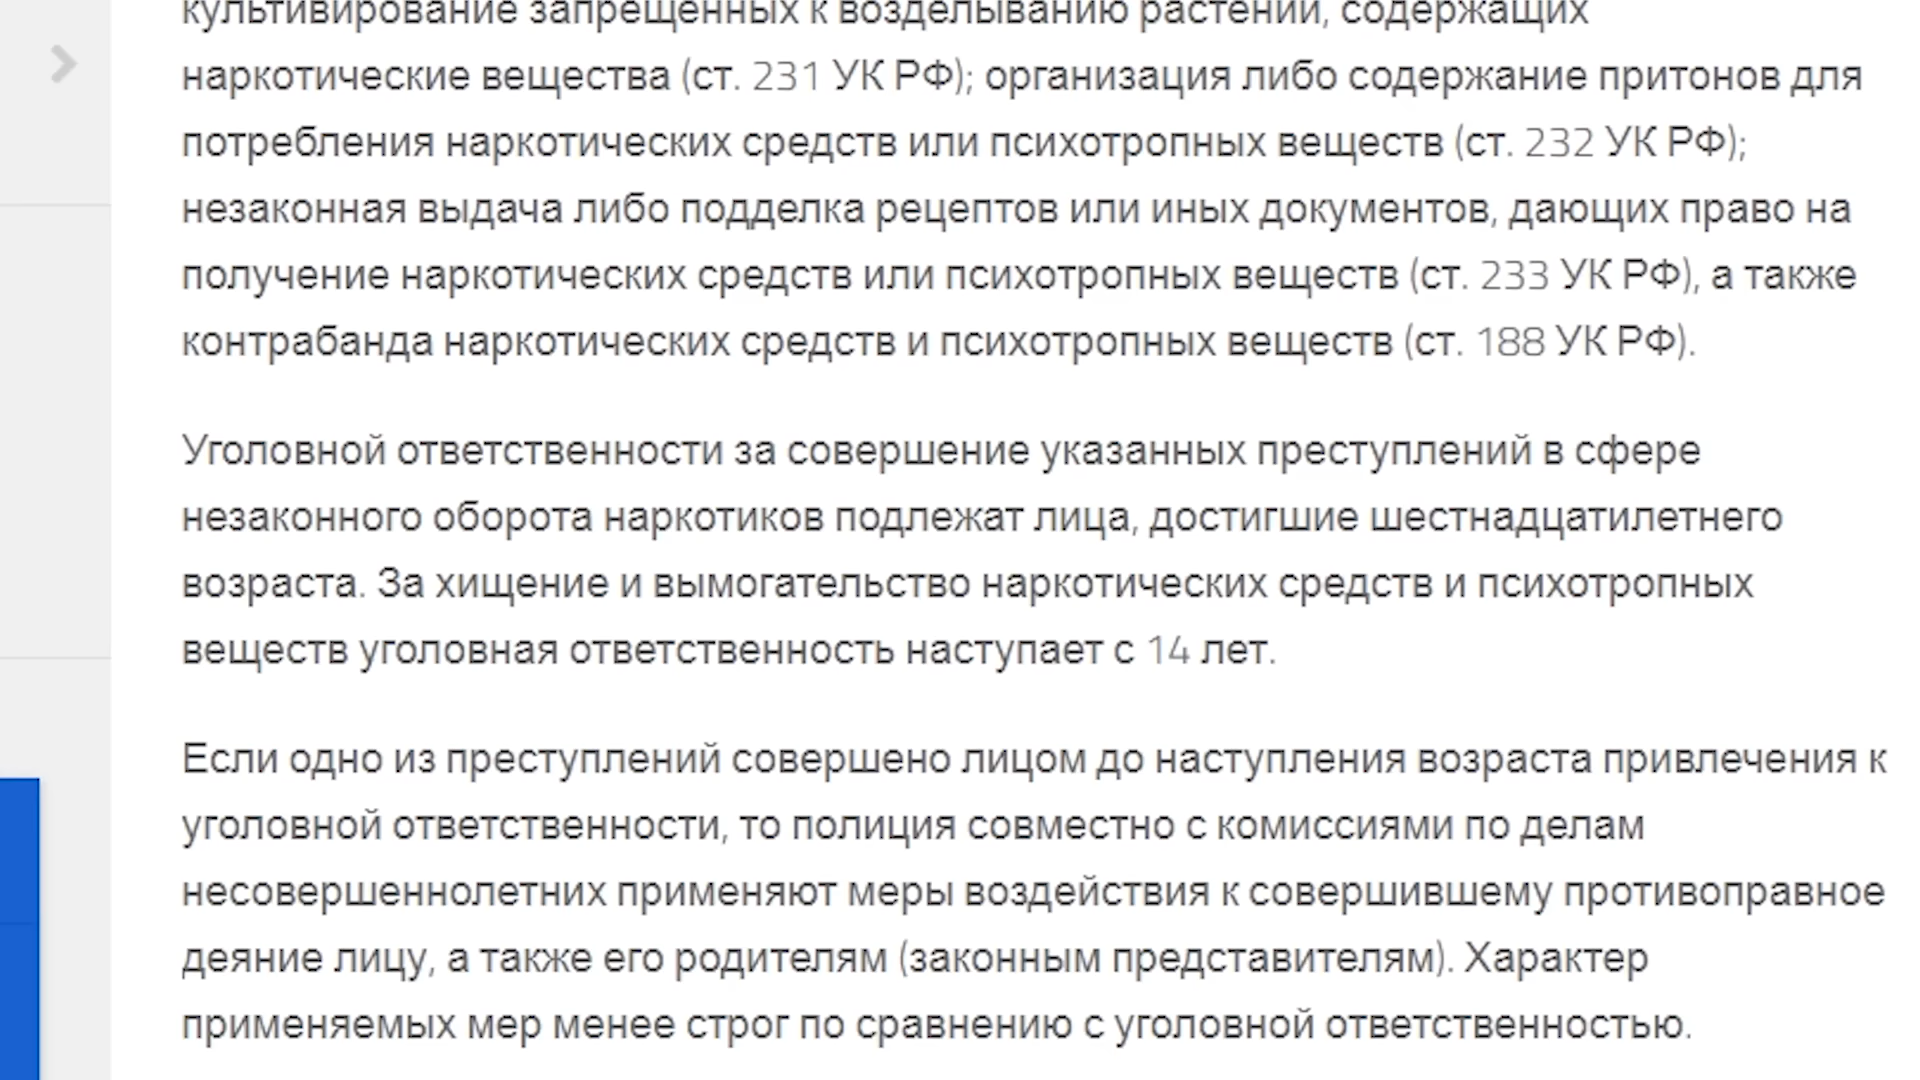 культивирование запрещенных к возделыванию растений, содержащих
наркотические вещества (ст. 231 УК РФ); организация либо содержание притонов для
потребления наркотических средств или психотропных веществ (ст. 232 УК РФ);
незаконная выдача либо подделка рецептов или иных документов, дающих право на
получение наркотических средств или психотропных веществ (ст. 233 УК РФ), а также
контрабанда наркотических средств и психотропных веществ (ст. 188 УК РФ).
Уголовной ответственности за совершение указанных преступлений в сфере
незаконного оборота наркотиков подлежат лица, достигшие шестнадцатилетнего
возраста. За хищение и вымогательство наркотических средств и психотропных
веществ уголовная ответственность наступает с 14 лет.
Если одно из преступлений совершено лицом до наступления возраста привлечения к
уголовной ответственности, то полиция совместно с комиссиями по делам
несовершеннолетних применяют меры воздействия к совершившему противоправное
деяние лицу, а также его родителям (законным представителям). Характер
применяемых мер менее строг по сравнению с уголовной ответственностью.